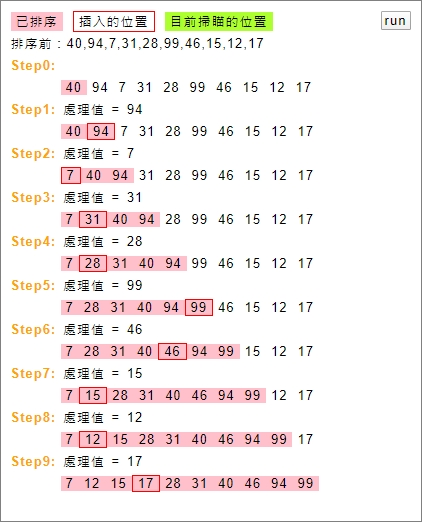 已排序 插入的位置 目前掃瞄的位置 run
排序前：40,94,7,31,28,99,46,15,12,17
Step0:
40 94 7 31 28 99 46 15 12 17
Step1: 處理值 = 94
40 94 7 31 28 99 46 15 12 17
Step2: 處理值 = 7
7 40 94 31 28 99 46 15 12 17
Step3: 處理值 = 31
7 31 40 94 28 99 46 15 12 17
Step4: 處理值 = 28
7 28 31 40 94 99 46 15 12 17
Step5: 處理值 = 99
7 28 31 40 94 99 46 15 12 17
Step6: 處理值 = 46
7 28 31 40 46 94 99 15 12 17
Step7: 處理值 = 15
7 15 28 31 40 46 94 99 12 17
Step8: 處理值 = 12
7 12 15 28 31 40 46 94 99 17
Step9: 處理值 = 17
7 12 15 17 28 31 40 46 94 99